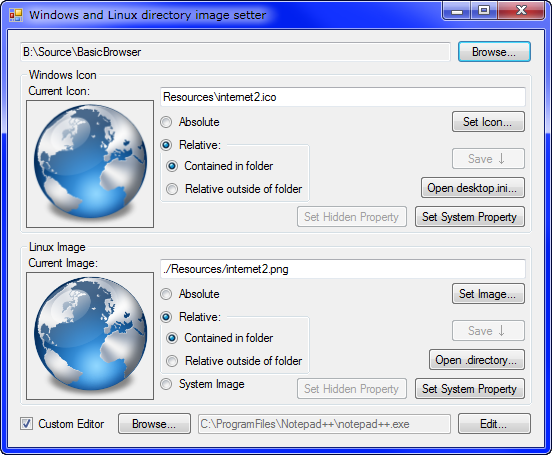 Windows and Linux directory image setter
B:\Source\BasicBrowser
Browse...
Windows Icon
Current Icon:
Resources\internet2.ico
Absolute
Set Icon...
Relative:
Contained in folder
Save ↓
Relative outside of folder
Open desktop.ini...
Set Hidden Property
Set System Property
Linux Image
Current Image:
./Resources/internet2.png
Absolute
Set Image...
Relative:
Contained in folder
Save ↓
Relative outside of folder
Open .directory...
System Image
Set Hidden Property
Set System Property
Custom Editor
Browse...
C:\ProgramFiles\Notepad++\notepad++.exe
Edit...